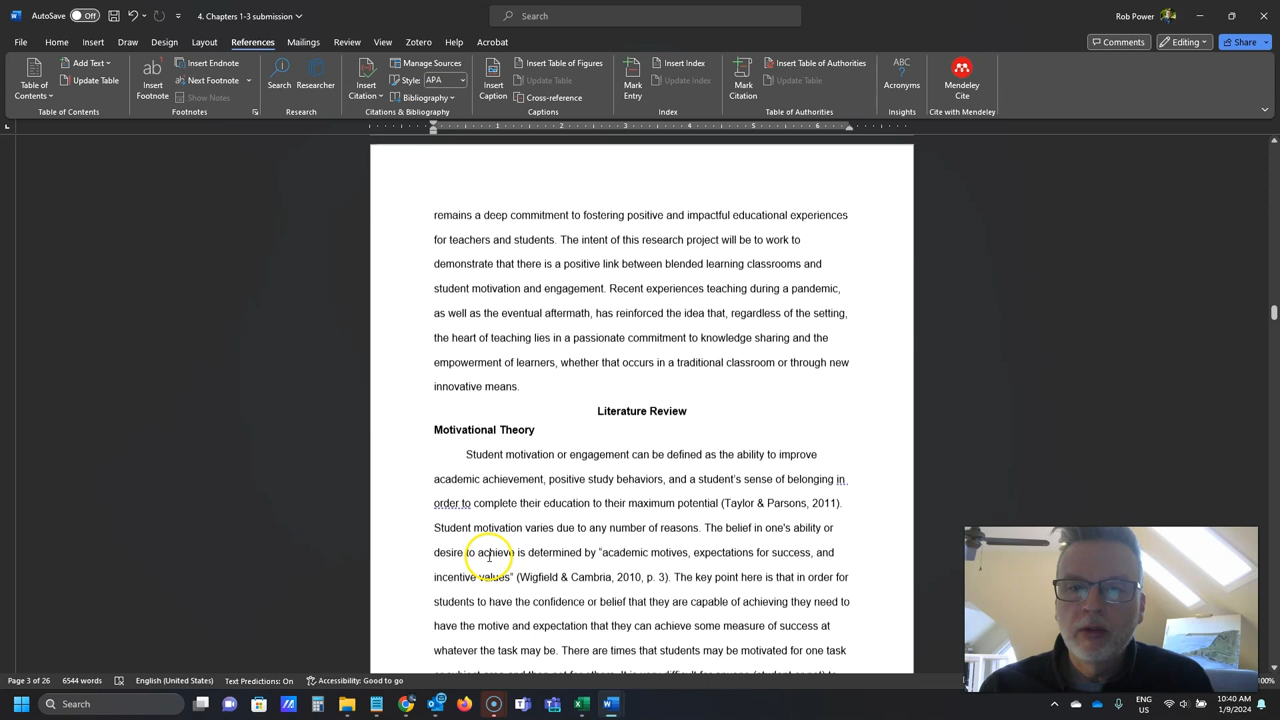 AutoSave Off 4. Chapters 1-3 submission Search Rob Power
File Home Insert Draw Design Layout References Mailings Review View Zotero Help Acrobat Comments Editing Share
Table of Contents Add Text Update Table Table of Contents
Insert Footnote Insert Endnote Next Footnote Show Notes Footnotes
Search Researcher Research
Insert Citation Manage Sources Style: APA Bibliography Citations & Bibliography
Insert Caption Insert Table of Figures Update Table Cross-reference Captions
Mark Entry Insert Index Update Index Index
Mark Citation Insert Table of Authorities Update Table Table of Authorities
Acronyms Insights
Mendeley Cite Cite with Mendeley
1 2 3 4 5 6
remains a deep commitment to fostering positive and impactful educational experiences
for teachers and students. The intent of this research project will be to work to
demonstrate that there is a positive link between blended learning classrooms and
student motivation and engagement. Recent experiences teaching during a pandemic,
as well as the eventual aftermath, has reinforced the idea that, regardless of the setting,
the heart of teaching lies in a passionate commitment to knowledge sharing and the
empowerment of learners, whether that occurs in a traditional classroom or through new
innovative means.
Literature Review
Motivational Theory
Student motivation or engagement can be defined as the ability to improve
academic achievement, positive study behaviors, and a student's sense of belonging in
order to complete their education to their maximum potential (Taylor & Parsons, 2011).
Student motivation varies due to any number of reasons. The belief in one's ability or
desire to achieve is determined by "academic motives, expectations for success, and
incentive values" (Wigfield & Cambria, 2010, p. 3). The key point here is that in order for
students to have the confidence or belief that they are capable of achieving they need to
have the motive and expectation that they can achieve some measure of success at
whatever the task may be. There are times that students may be motivated for one task
Page 3 of 26 6544 words English (United States) Text Predictions: On Accessibility: Good to go
Search ENG US 10:40 AM 1/9/2024